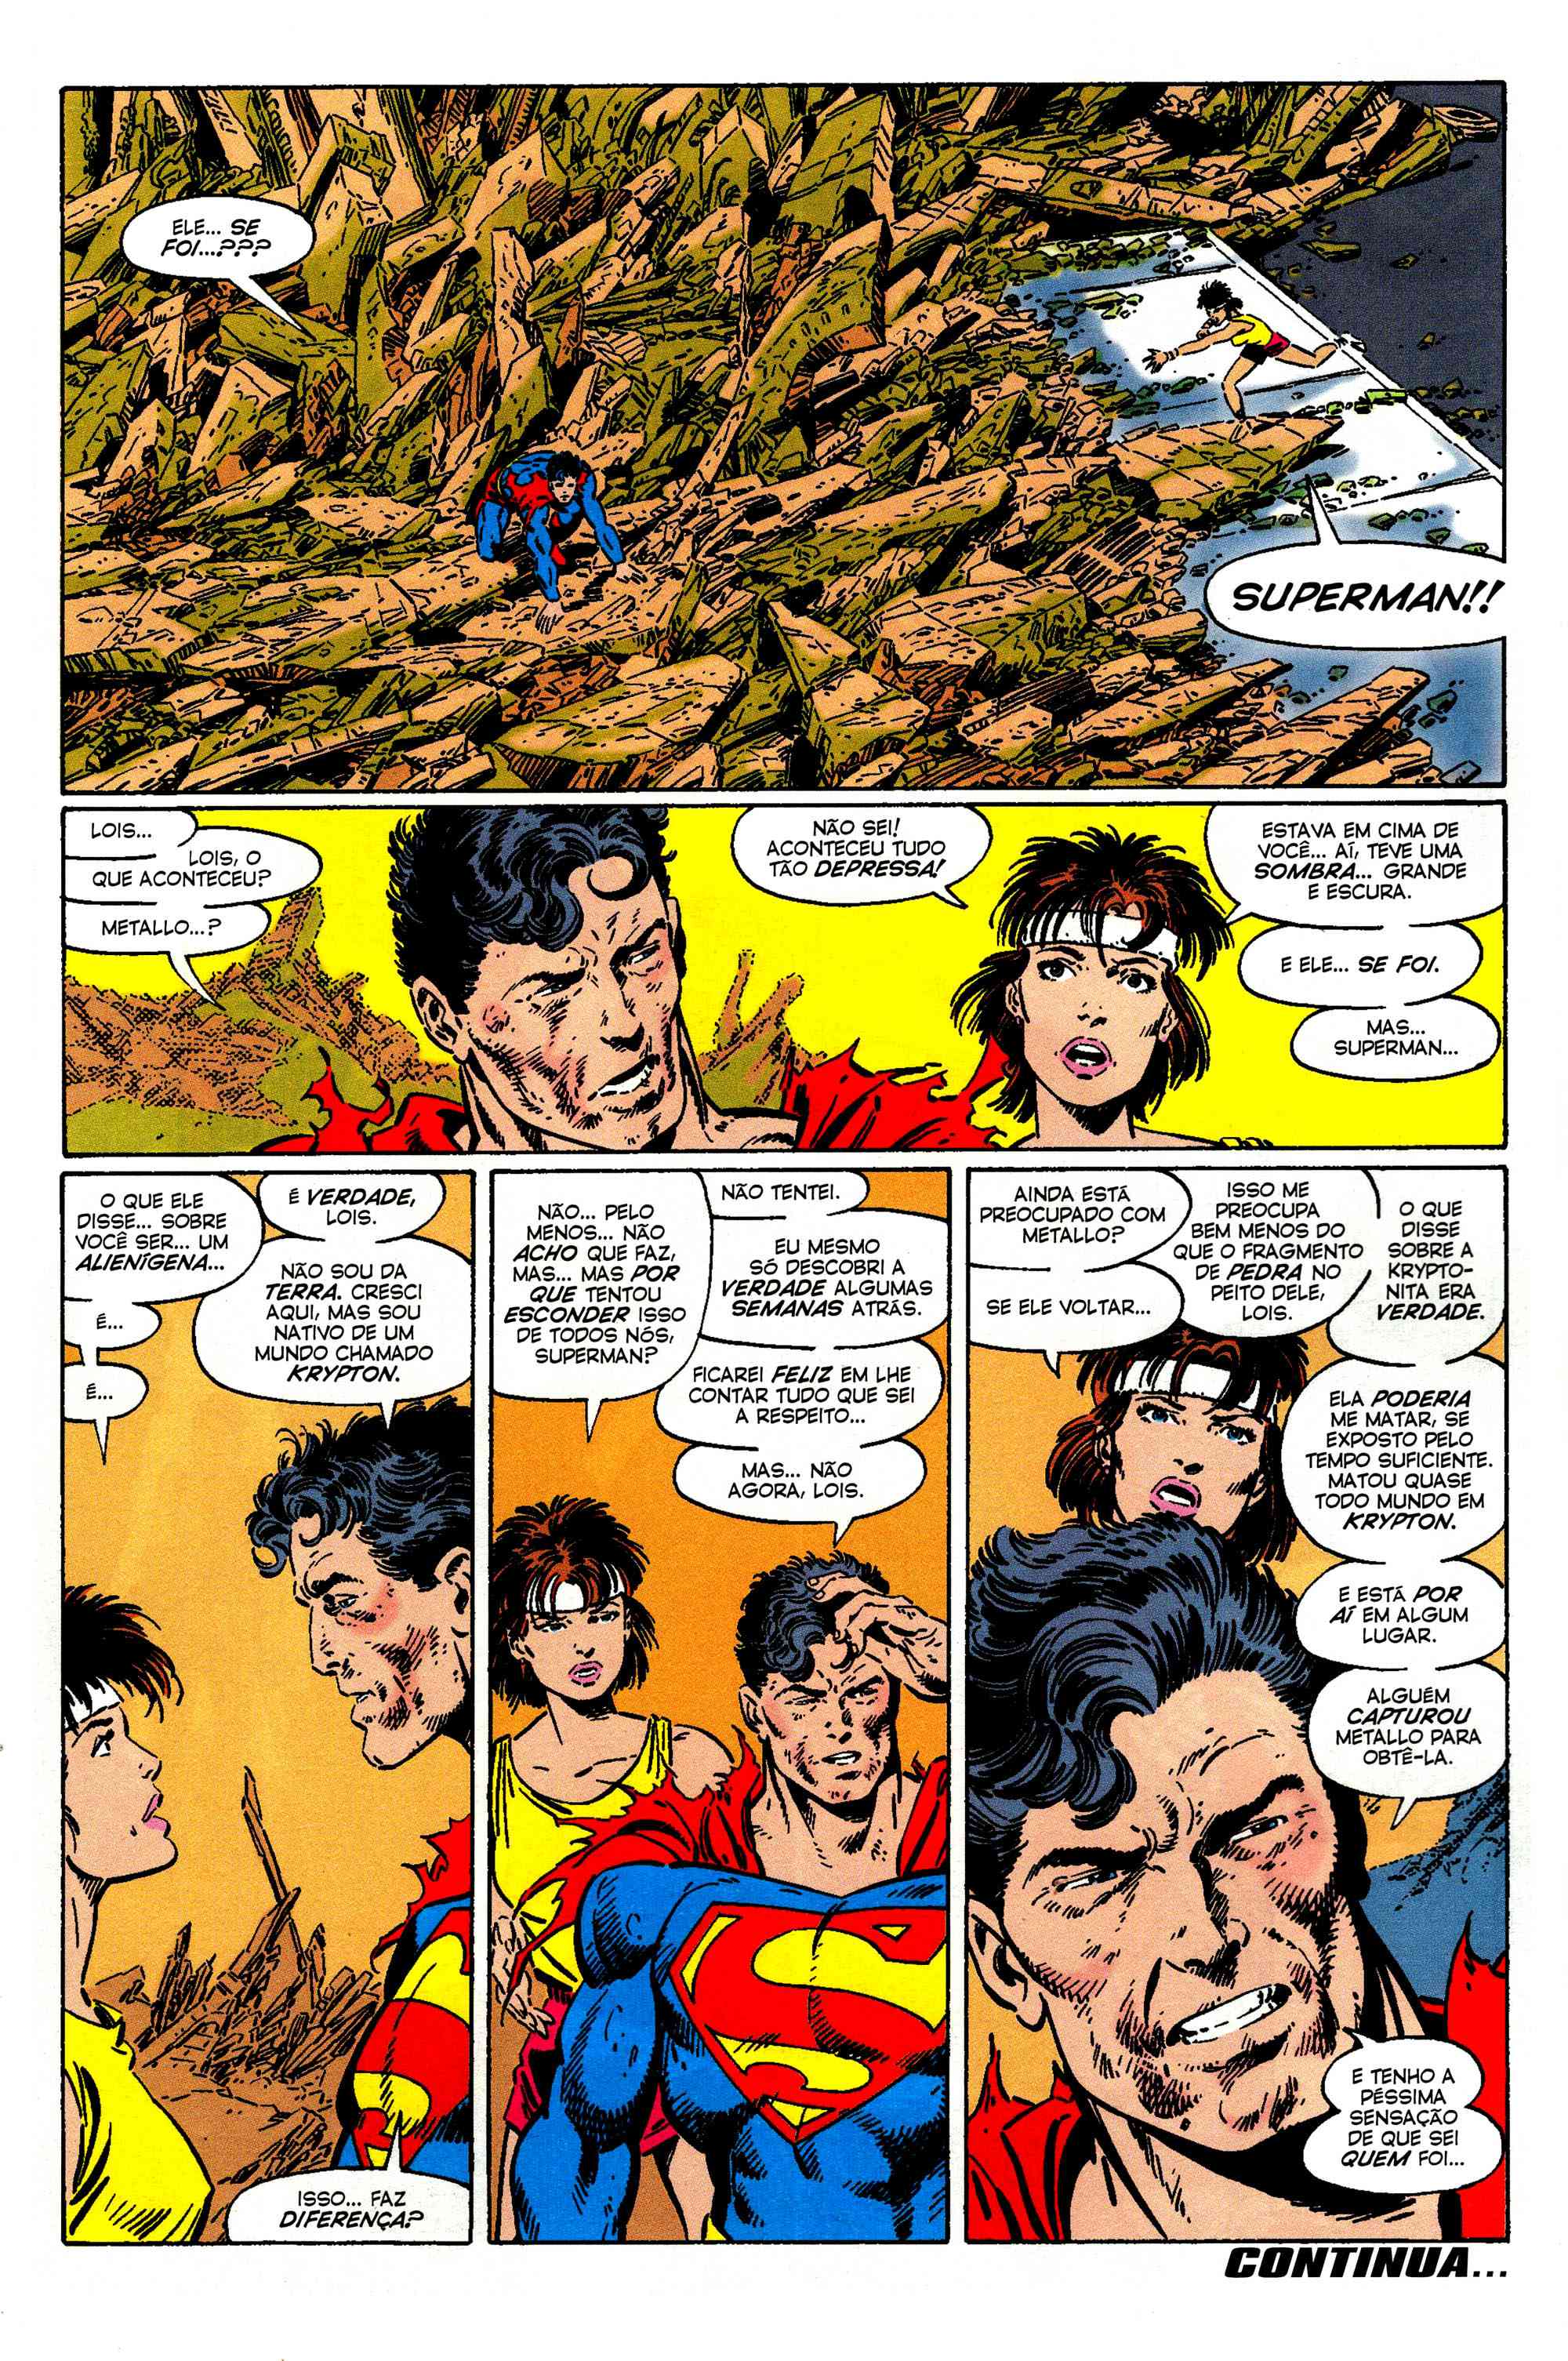 ELE... SE
FOI...???
SUPERMAN!!
LOIS...
LOIS, O
QUE ACONTECEU?
METALLO...?
NÃO SEI!
ACONTECEU TUDO
TÃO DEPRESSA!
ESTAVA EM CIMA DE
VOCÊ... AÍ, TEVE UMA
SOMBRA... GRANDE
E ESCURA.
E ELE... SE FOI.
MAS...
SUPERMAN...
O QUE ELE
DISSE... SOBRE
VOCÊ SER... UM
ALIENÍGENA...
É...
É...
É VERDADE,
LOIS.
NÃO SOU DA
TERRA. CRESCI
AQUI, MAS SOU
NATIVO DE UM
MUNDO CHAMADO
KRYPTON.
ISSO... FAZ
DIFERENÇA?
NÃO... PELO
MENOS... NÃO
ACHO QUE FAZ,
MAS... MAS POR
QUE TENTOU
ESCONDER ISSO
DE TODOS NÓS,
SUPERMAN?
NÃO TENTEI.
EU MESMO
SÓ DESCOBRI A
VERDADE ALGUMAS
SEMANAS ATRÁS.
FICAREI FELIZ EM LHE
CONTAR TUDO QUE SEI
A RESPEITO...
MAS... NÃO
AGORA, LOIS.
AINDA ESTÁ
PREOCUPADO COM
METALLO?
SE ELE VOLTAR...
ISSO ME
PREOCUPA
BEM MENOS DO
QUE O FRAGMENTO
DE PEDRA NO
PEITO DELE,
LOIS.
O QUE
DISSE
SOBRE A
KRYPTO-
NITA ERA
VERDADE.
ELA PODERIA
ME MATAR, SE
EXPOSTO PELO
TEMPO SUFICIENTE.
MATOU QUASE
TODO MUNDO EM
KRYPTON.
E ESTÁ POR
AÍ EM ALGUM
LUGAR.
ALGUÉM
CAPTUROU
METALLO PARA
OBTÊ-LA.
E TENHO A
PÉSSIMA
SENSAÇÃO
DE QUE SEI
QUEM FOI...
CONTINUA...